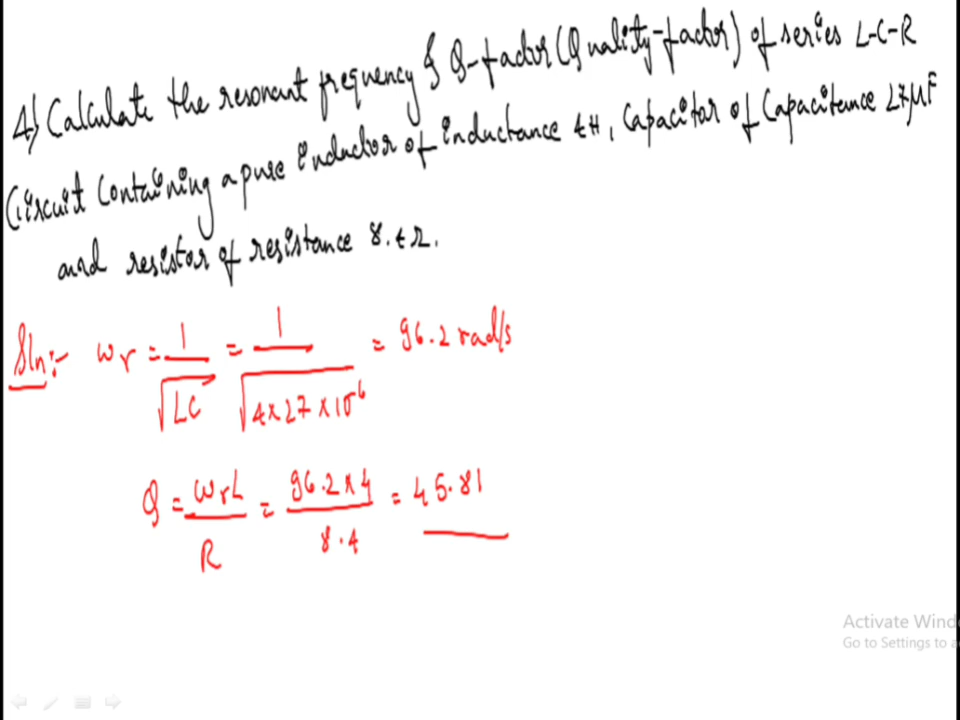 4) Calculate the resonant frequency & Q-factor (Quality-factor) of series L-C-R
Circuit Containing a pure inductor of inductance 4H, Capacitor of Capacitance 27μF
and resistor of resistance 8.4Ω.
Sln:- ωr = 1/√LC = 1/√4×27×10⁻⁶ = 96.2 rad/s
Q = ωrL/R = 96.2×4/8.4 = 45.81
Activate Wind
Go to Settings to a